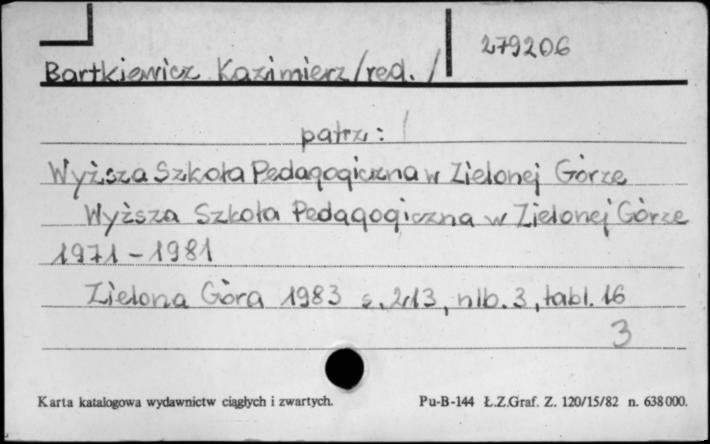 279206
Bartkiewicz Kazimierz /red./
patrz:
Wyższa Szkoła Pedagogiczna w Zielonej Górze
Wyższa Szkoła Pedagogiczna w Zielonej Górze
1971 - 1981
Zielona Góra 1983 s. 213, nlb. 3, tabl. 16
3
Karta katalogowa wydawnictw ciągłych i zwartych. Pu-B-144 Ł.Z.Graf. Z. 120/15/82 n. 638000.